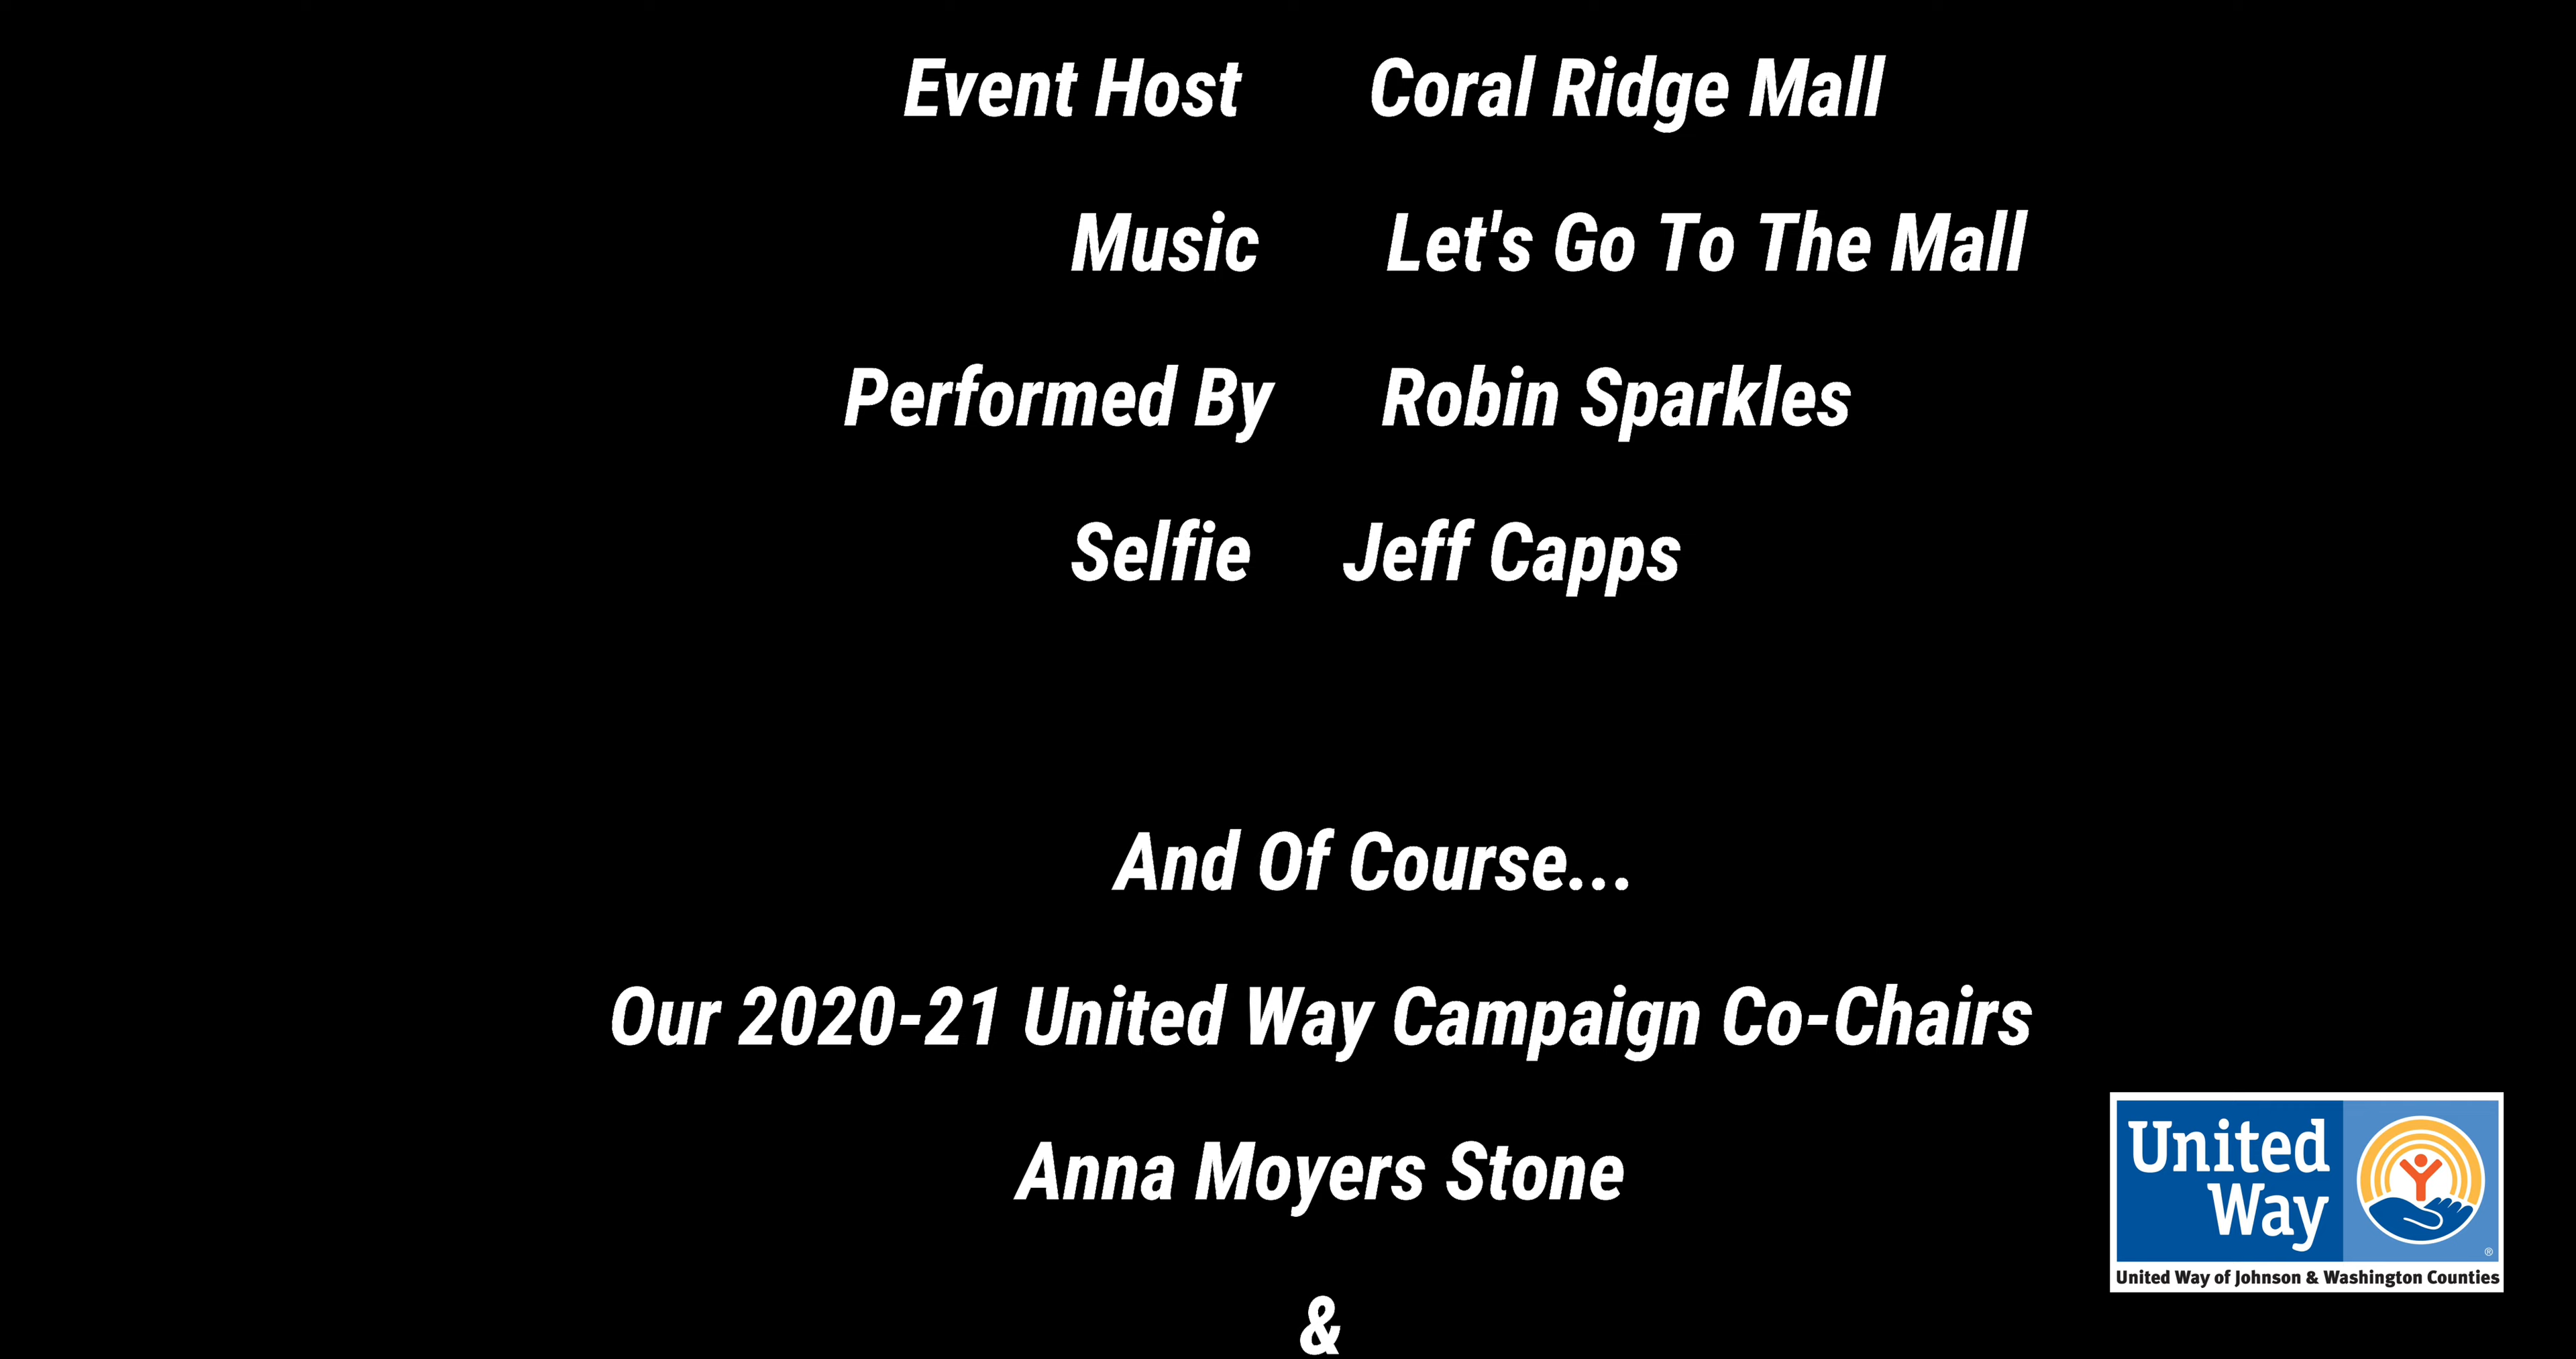 Event Host Coral Ridge Mall
Music Let's Go To The Mall
Performed By Robin Sparkles
Selfie Jeff Capps
And Of Course...
Our 2020-21 United Way Campaign Co-Chairs
Anna Moyers Stone
&
United
Way
®
United Way of Johnson & Washington Counties